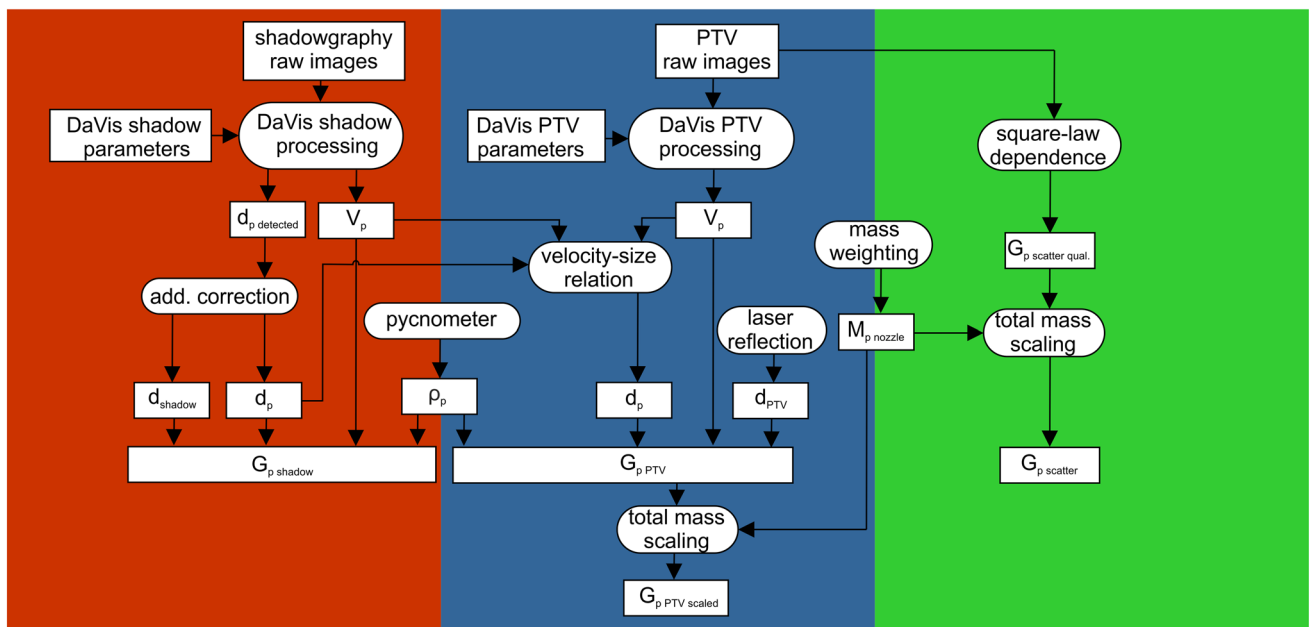 shadowgraphy
raw images
DaVis shadow
parameters
DaVis shadow
processing
d p detected
V p
add. correction
d shadow
d p
G p shadow
PTV
raw images
DaVis PTV
parameters
DaVis PTV
processing
V p
velocity-size
relation
pycnometer
ρ p
d p
laser
reflection
d PTV
G p PTV
total mass
scaling
G p PTV scaled
mass
weighting
M p nozzle
square-law
dependence
G p scatter qual.
total mass
scaling
G p scatter